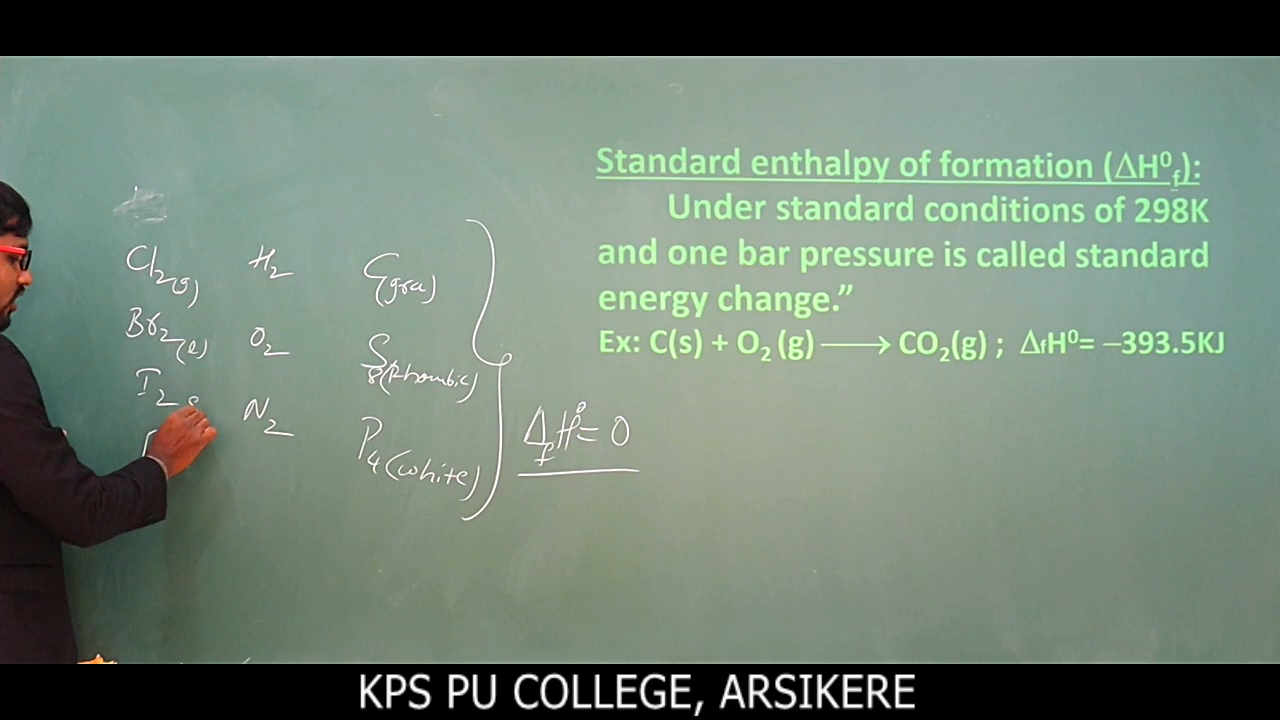 Standard enthalpy of formation (ΔH⁰f):
Under standard conditions of 298K
and one bar pressure is called standard
energy change.”
Ex: C(s) + O₂ (g) ⟶ CO₂(g) ; ΔfH⁰= −393.5KJ
Cl₂(g) H₂ C(gra)
Br₂(l) O₂ S₈(Rhombic)
I₂ N₂ P₄(white)
ΔfH°= 0
KPS PU COLLEGE, ARSIKERE